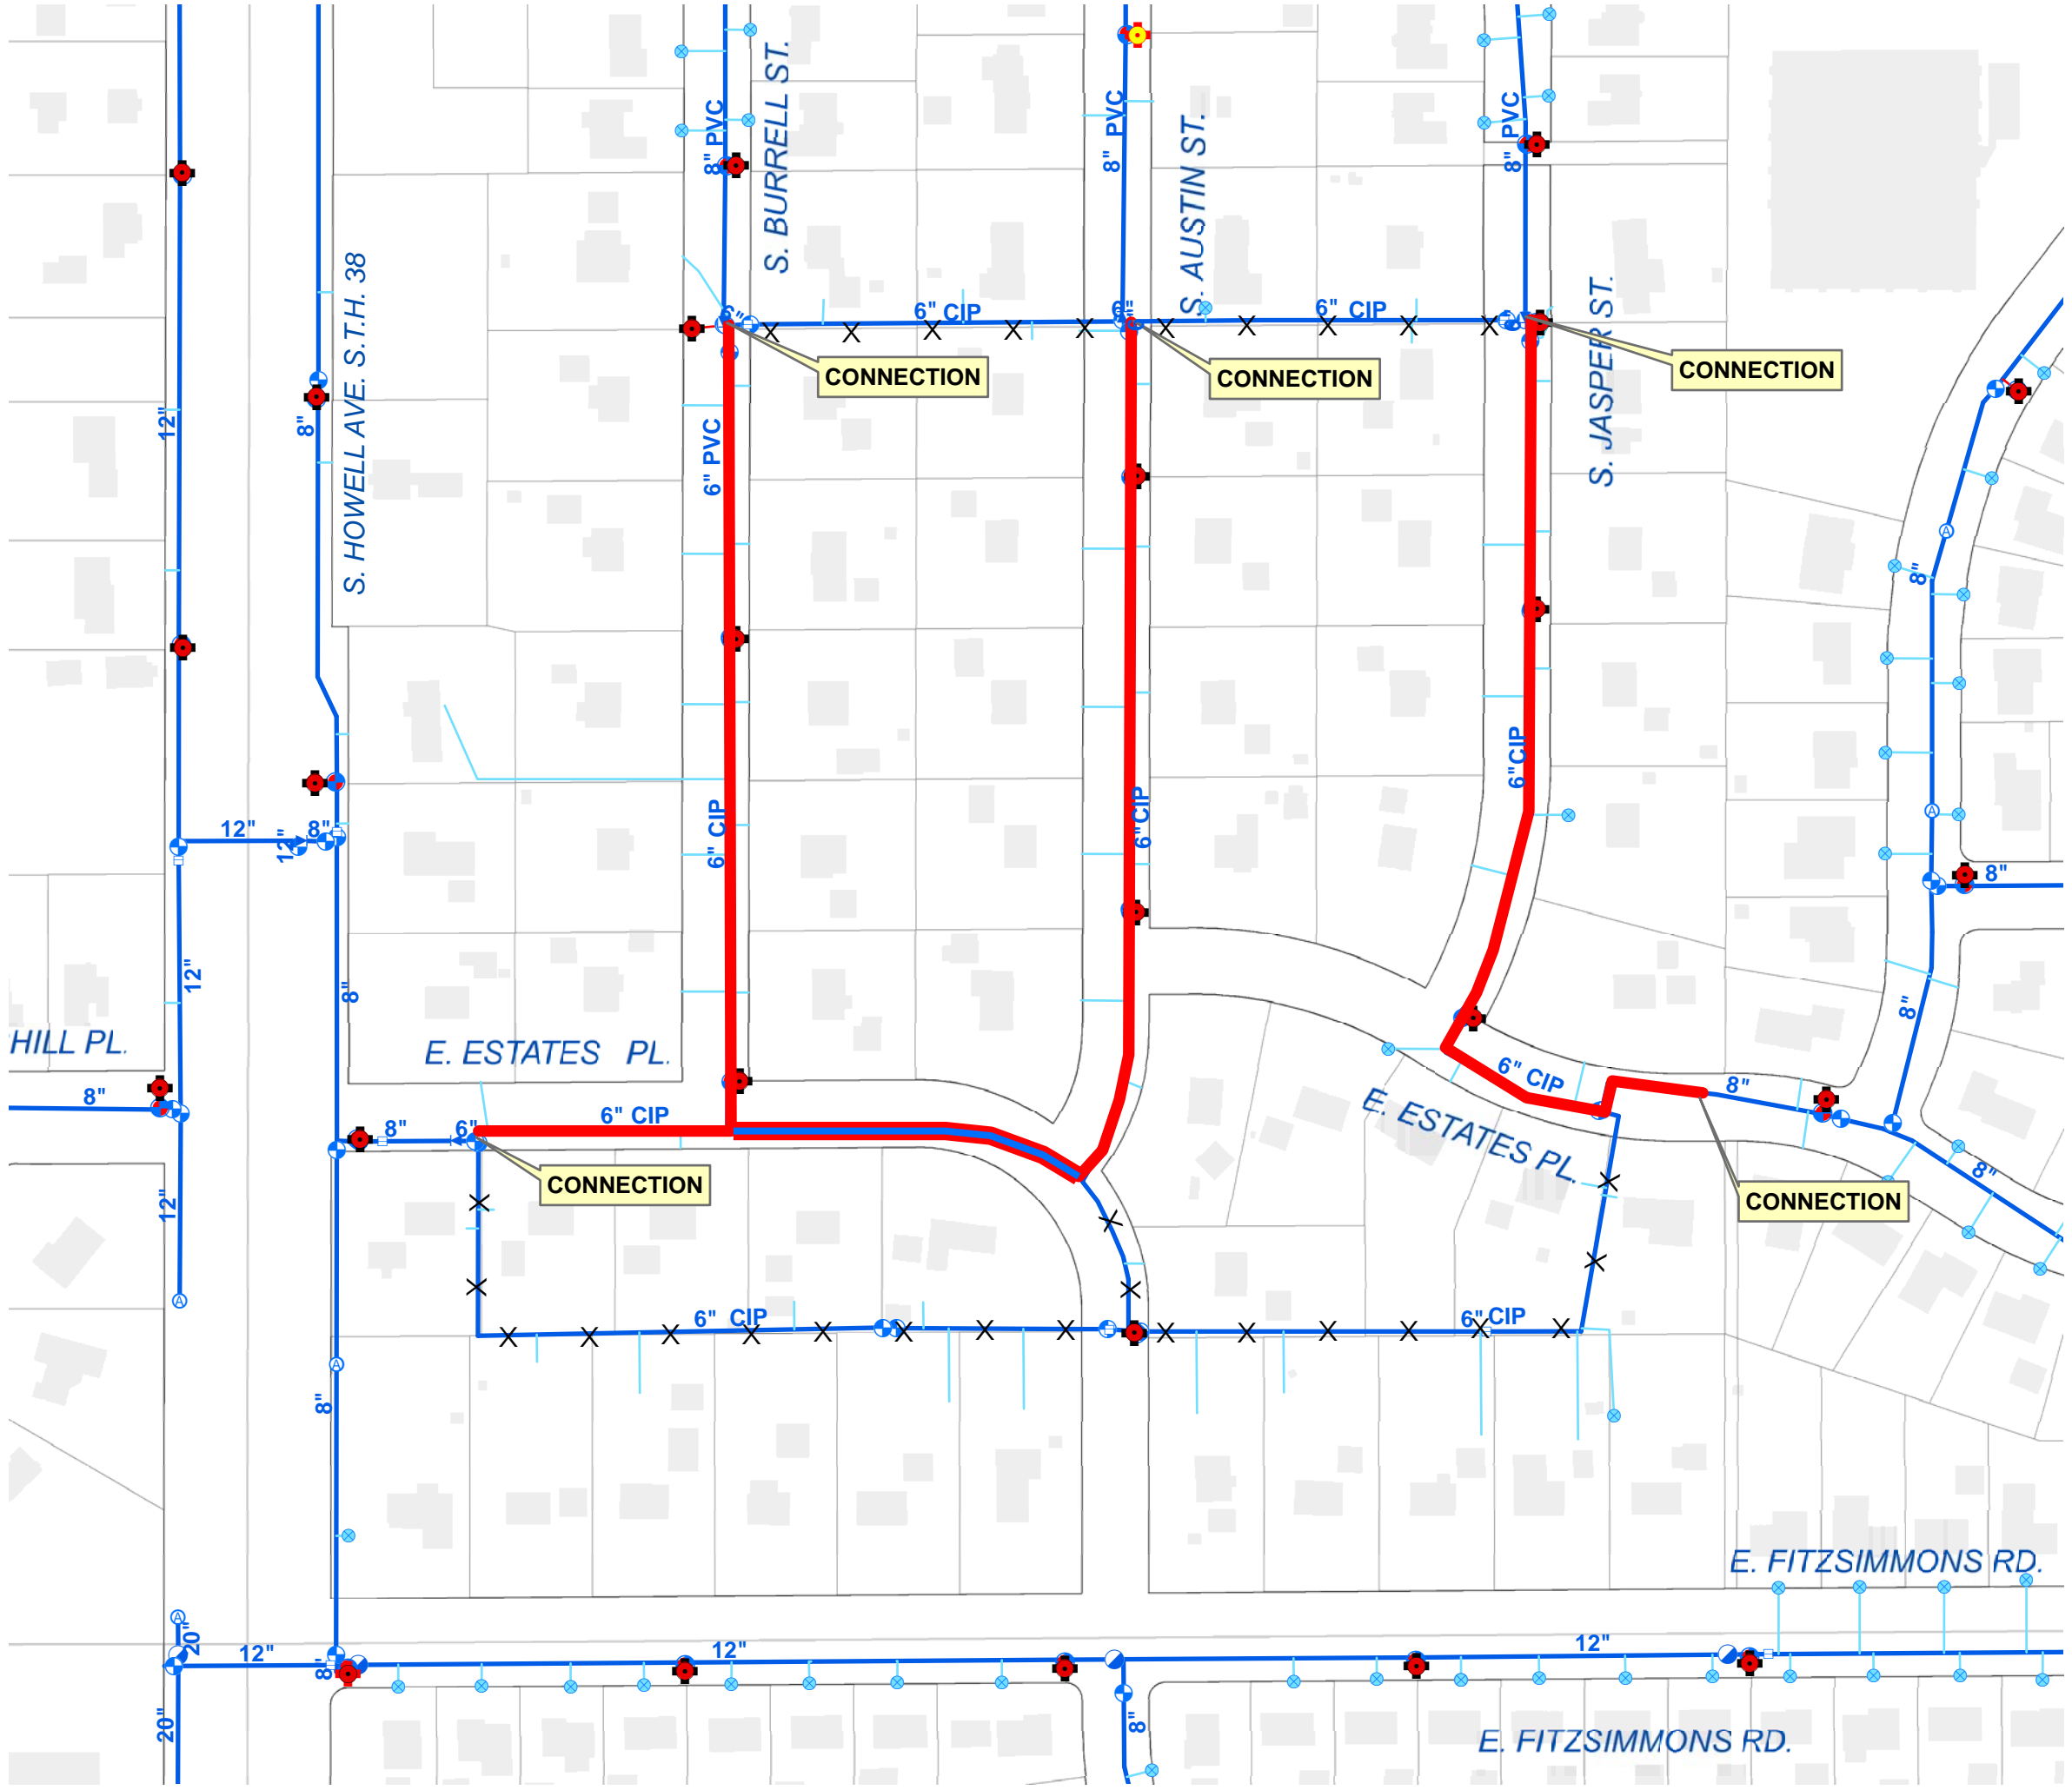 8" PVC
S. BURRELL ST.
8" PVC
S. AUSTIN ST.
8" PVC
S. HOWELL AVE. S.T.H. 38
6"
6" CIP
6"
6" CIP
6"
S. JASPER ST.
CONNECTION
CONNECTION
CONNECTION
12"
8"
6" PVC
A
8"
6"CIP
6" CIP
6"CIP
A
12"
12"
8"
8"
12"
8"
8"
HILL PL.
E. ESTATES PL.
8"
6" CIP
8"
8"
6"
6" CIP
E. ESTATES PL.
8"
CONNECTION
CONNECTION
12"
A
6" CIP
6" CIP
A
8"
E. FITZSIMMONS RD.
A
20"
12"
8"
12"
12"
20"
8"
E. FITZSIMMONS RD.